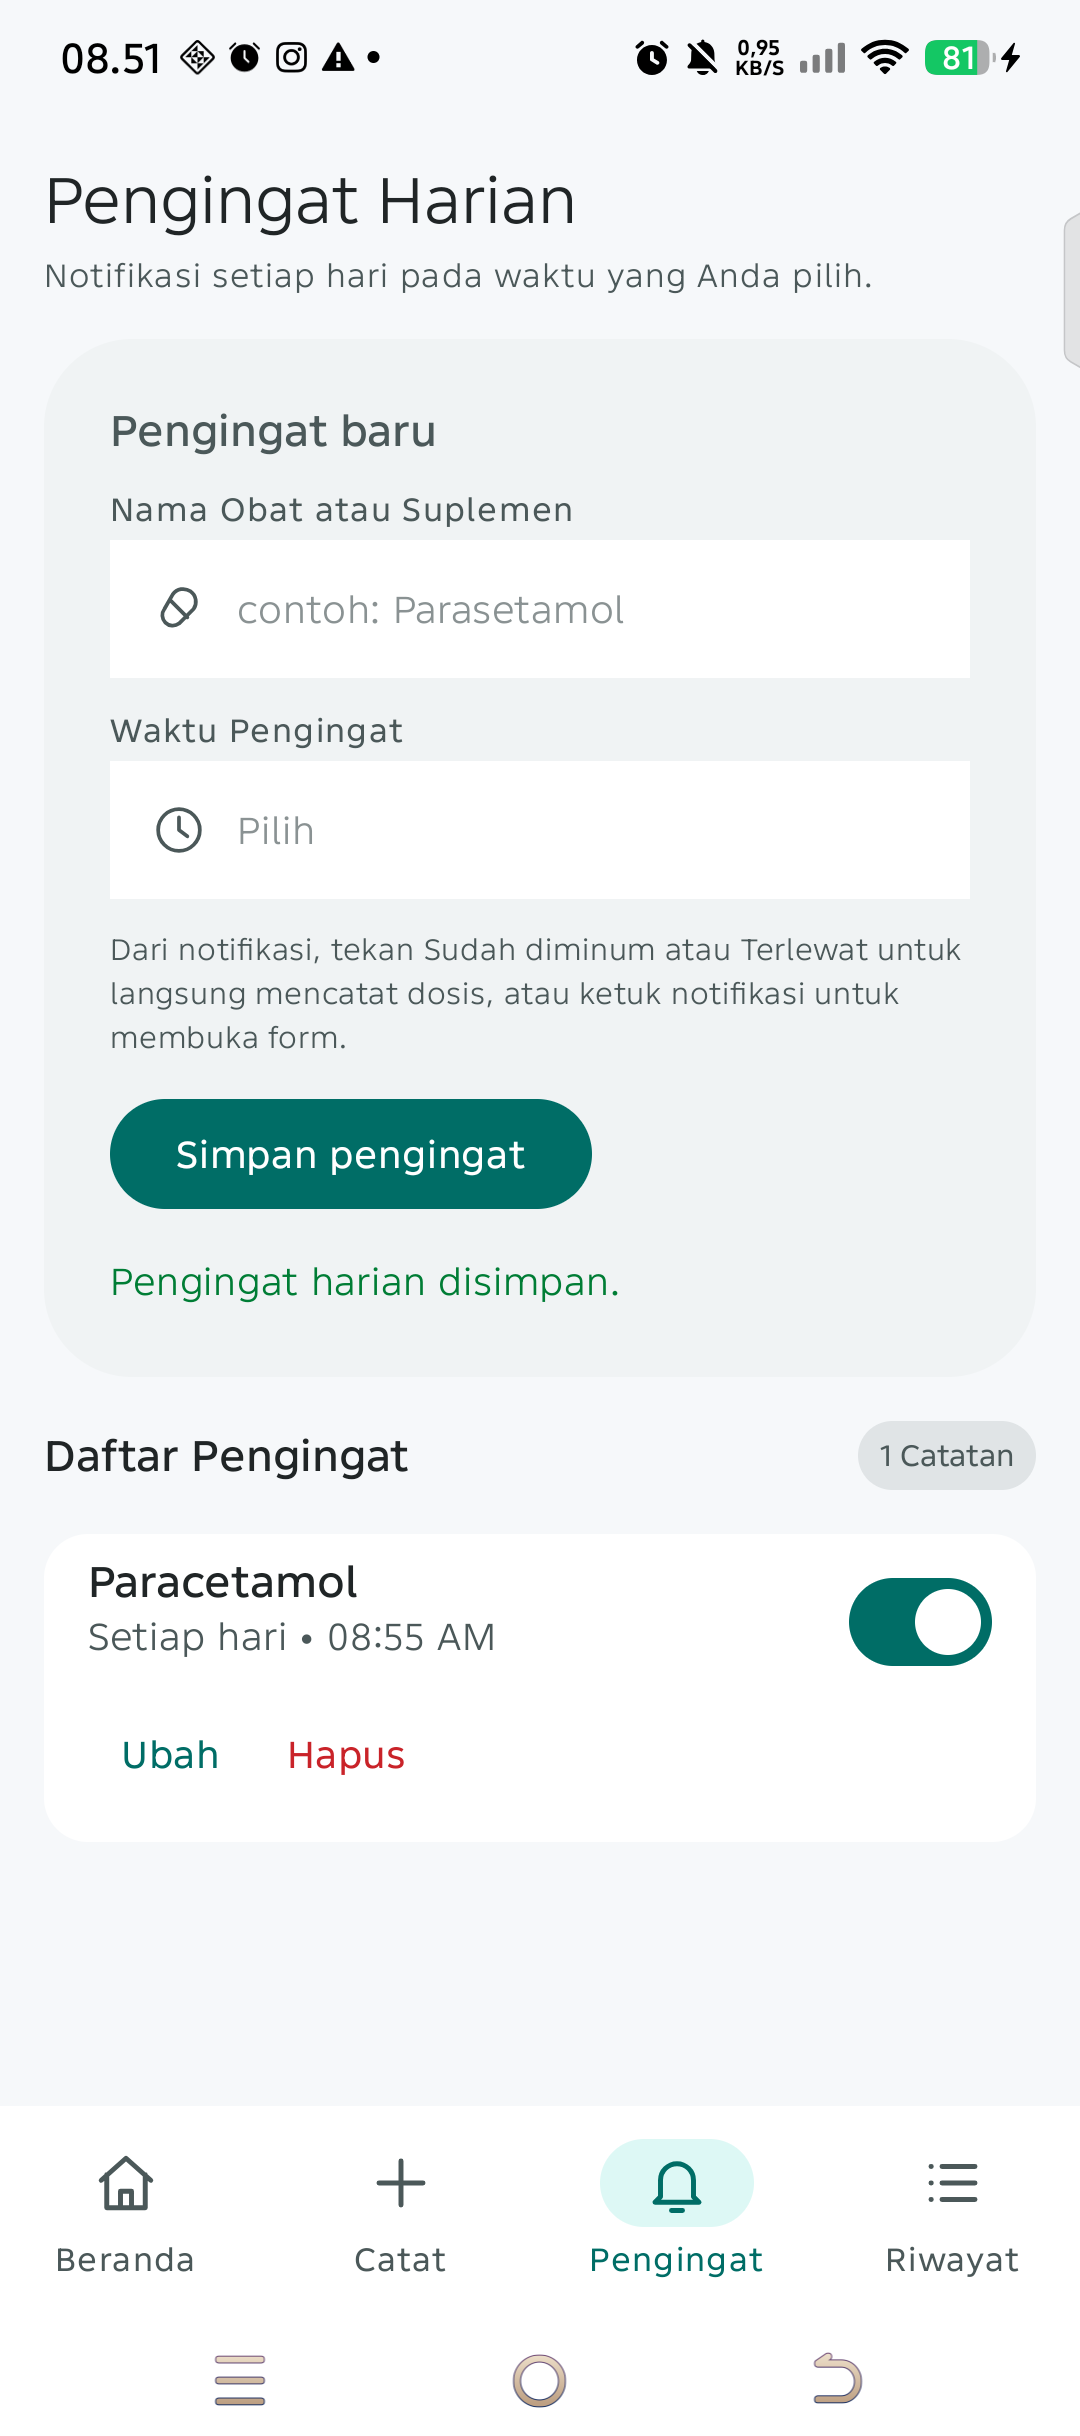 08.51
0,95
KB/S
81
Pengingat Harian
Notifikasi setiap hari pada waktu yang Anda pilih.
Pengingat baru
Nama Obat atau Suplemen
contoh: Parasetamol
Waktu Pengingat
Pilih
Dari notifikasi, tekan Sudah diminum atau Terlewat untuk
langsung mencatat dosis, atau ketuk notifikasi untuk
membuka form.
Simpan pengingat
Pengingat harian disimpan.
Daftar Pengingat
1 Catatan
Paracetamol
Setiap hari • 08:55 AM
Ubah
Hapus
Beranda
Catat
Pengingat
Riwayat